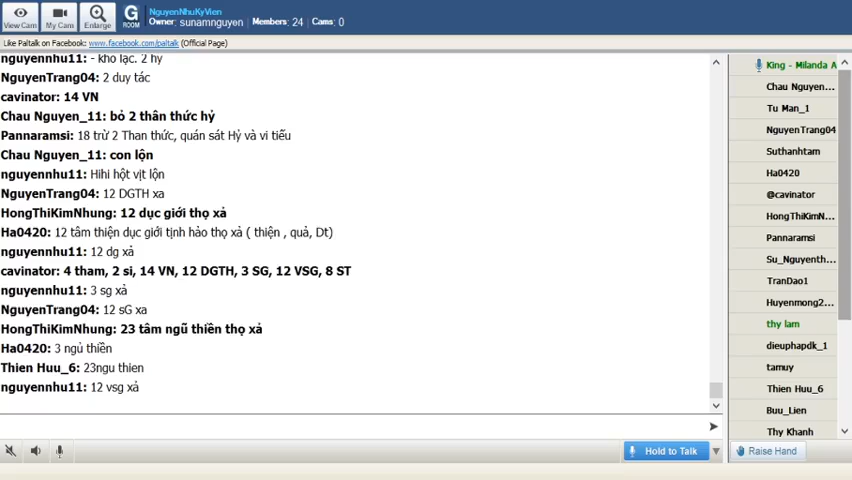 View Cam
My Cam
Enlarge
G
ROOM
NguyenNhuKyVien
Owner: sunamnguyen Members: 24 Cams: 0
Like Paltalk on Facebook: www.facebook.com/paltalk (Official Page)
nguyennhu11: - khổ lạc. 2 hỷ
NguyenTrang04: 2 duy tác
cavinator: 14 VN
Chau Nguyen_11: bỏ 2 thân thức hỷ
Pannaramsi: 18 trừ 2 Than thức, quán sát Hỷ và vi tiếu
Chau Nguyen_11: con lộn
nguyennhu11: Hihi hột vịt lộn
NguyenTrang04: 12 DGTH xa
HongThiKimNhung: 12 dục giới thọ xả
Ha0420: 12 tâm thiện dục giới tịnh hảo thọ xả ( thiện , quả, Dt)
nguyennhu11: 12 dg xả
cavinator: 4 tham, 2 si, 14 VN, 12 DGTH, 3 SG, 12 VSG, 8 ST
nguyennhu11: 3 sg xả
NguyenTrang04: 12 sG xa
HongThiKimNhung: 23 tâm ngũ thiền thọ xả
Ha0420: 3 ngủ thiền
Thien Huu_6: 23ngu thien
nguyennhu11: 12 vsg xả
King - Milanda A
Chau Nguyen...
Tu Man_1
NguyenTrang04
Suthanhtam
Ha0420
@cavinator
HongThiKimN...
Pannaramsi
Su_Nguyenth...
TranDao1
Huyenmong2...
thy lam
dieuphapdk_1
tamuy
Thien Huu_6
Buu_Lien
Thy Khanh
Hold to Talk
Raise Hand